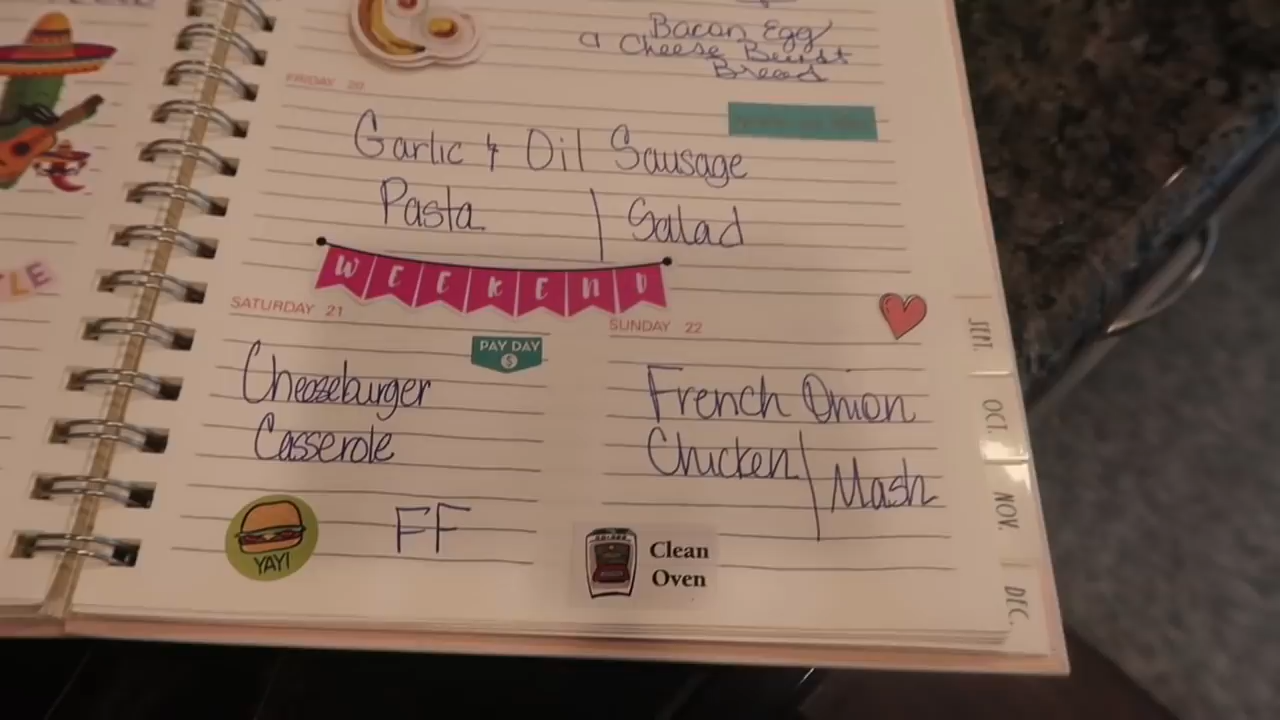 Bacon Egg
& Cheese
Bread
FRIDAY 20
Garlic & Oil Sausage
Pasta | Salad
WEEKEND
SATURDAY 21
SUNDAY 22
PAY DAY
$
Cheeseburger
Casserole
French Onion
Chicken | Mash
YAY!
FF
Clean
Oven
TLE
SEPT.
OCT.
NOV.
DEC.